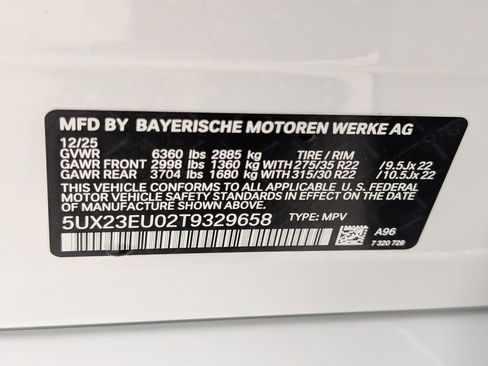 MFD BY BAYERISCHE MOTOREN WERKE AG
12/25
GVWR 6360 lbs 2885 kg TIRE / RIM
GAWR FRONT 2998 lbs 1360 kg WITH 275/35 R22 / 9.5Jx 22
GAWR REAR 3704 lbs 1680 kg WITH 315/30 R22 / 10.5Jx 22
THIS VEHICLE CONFORMS TO ALL APPLICABLE U. S. FEDERAL
MOTOR VEHICLE SAFETY STANDARDS IN EFFECT ON THE
DATE OF MANUFACTURE SHOWN ABOVE.
5UX23EU02T9329658 TYPE: MPV
A96
7 320 729